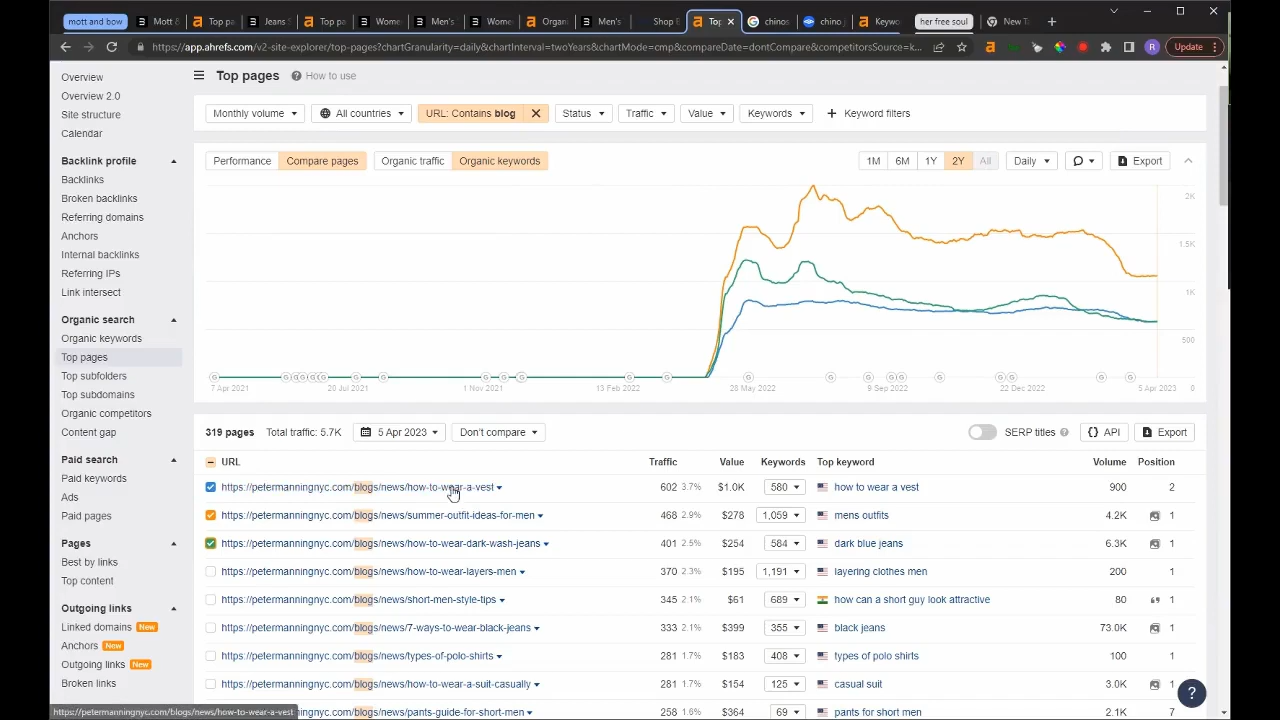 mott and bow
Mott &
Top pa
Jeans S
Top pa
Wome
Men's
Wome
Organi
Men's
Shop B
Top
chinos
chino j
Keywo
her free soul
New T
https://app.ahrefs.com/v2-site-explorer/top-pages?chartGranularity=daily&chartInterval=twoYears&chartMode=cmp&compareDate=dontCompare&competitorsSource=k...
R
Update
Overview
Overview 2.0
Site structure
Calendar
Backlink profile
Backlinks
Broken backlinks
Referring domains
Anchors
Internal backlinks
Referring IPs
Link intersect
Organic search
Organic keywords
Top pages
Top subfolders
Top subdomains
Organic competitors
Content gap
Paid search
Paid keywords
Ads
Paid pages
Pages
Best by links
Top content
Outgoing links
Linked domains New
Anchors New
Outgoing links New
Broken links
Top pages
How to use
Monthly volume
All countries
URL: Contains blog
Status
Traffic
Value
Keywords
+ Keyword filters
Performance
Compare pages
Organic traffic
Organic keywords
1M
6M
1Y
2Y
All
Daily
Export
2K
1.5K
1K
500
0
7 Apr 2021
20 Jul 2021
1 Nov 2021
13 Feb 2022
28 May 2022
9 Sep 2022
22 Dec 2022
5 Apr 2023
319 pages Total traffic: 5.7K 5 Apr 2023 Don't compare SERP titles API Export
URL Traffic Value Keywords Top keyword Volume Position
https://petermanningnyc.com/blogs/news/how-to-wear-a-vest 602 3.7% $1.0K 580 how to wear a vest 900 2
https://petermanningnyc.com/blogs/news/summer-outfit-ideas-for-men 468 2.9% $278 1,059 mens outfits 4.2K 1
https://petermanningnyc.com/blogs/news/how-to-wear-dark-wash-jeans 401 2.5% $254 584 dark blue jeans 6.3K 1
https://petermanningnyc.com/blogs/news/how-to-wear-layers-men 370 2.3% $195 1,191 layering clothes men 200 1
https://petermanningnyc.com/blogs/news/short-men-style-tips 345 2.1% $61 689 how can a short guy look attractive 80 1
https://petermanningnyc.com/blogs/news/7-ways-to-wear-black-jeans 333 2.1% $399 355 black jeans 73.0K 1
https://petermanningnyc.com/blogs/news/types-of-polo-shirts 281 1.7% $183 408 types of polo shirts 100 1
https://petermanningnyc.com/blogs/news/how-to-wear-a-suit-casually 281 1.7% $154 125 casual suit 3.0K 1
ningnyc.com/blogs/news/pants-guide-for-short-men 258 1.6% $364 69 pants for short men 2.1K 7
https://petermanningnyc.com/blogs/news/how-to-wear-a-vest
?